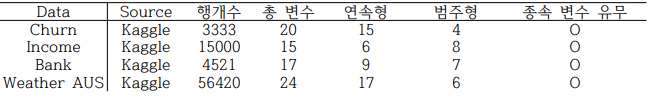 Data Source 행개수 총 변수 연속형 범주형 종속 변수 유무
Churn Kaggle 3333 20 15 4 O
Income Kaggle 15000 15 6 8 O
Bank Kaggle 4521 17 9 7 O
Weather AUS Kaggle 56420 24 17 6 O